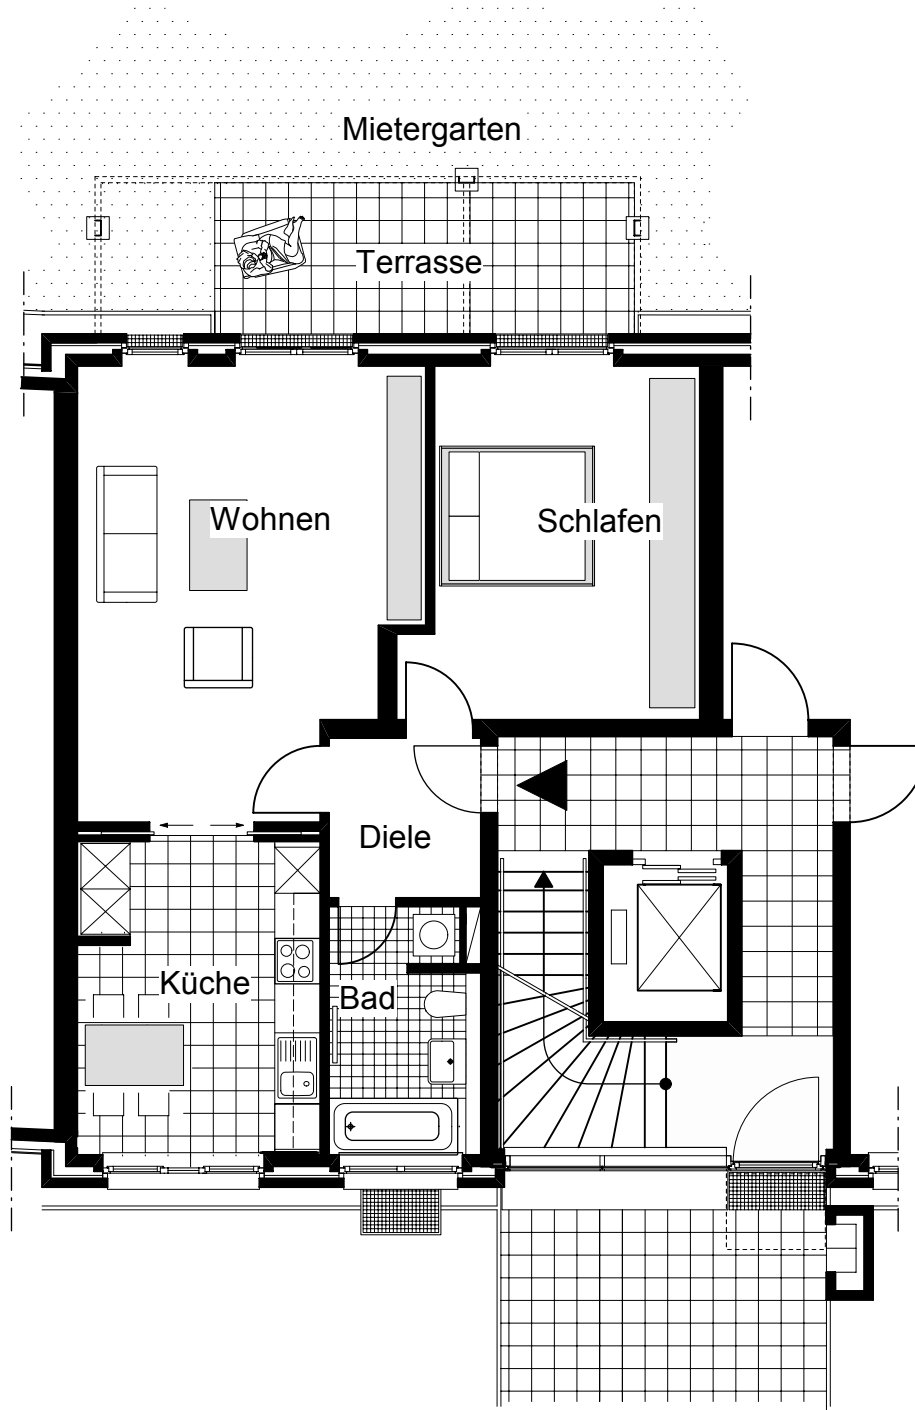 Mietergarten
Terrasse
Wohnen
Schlafen
Diele
Küche
Bad